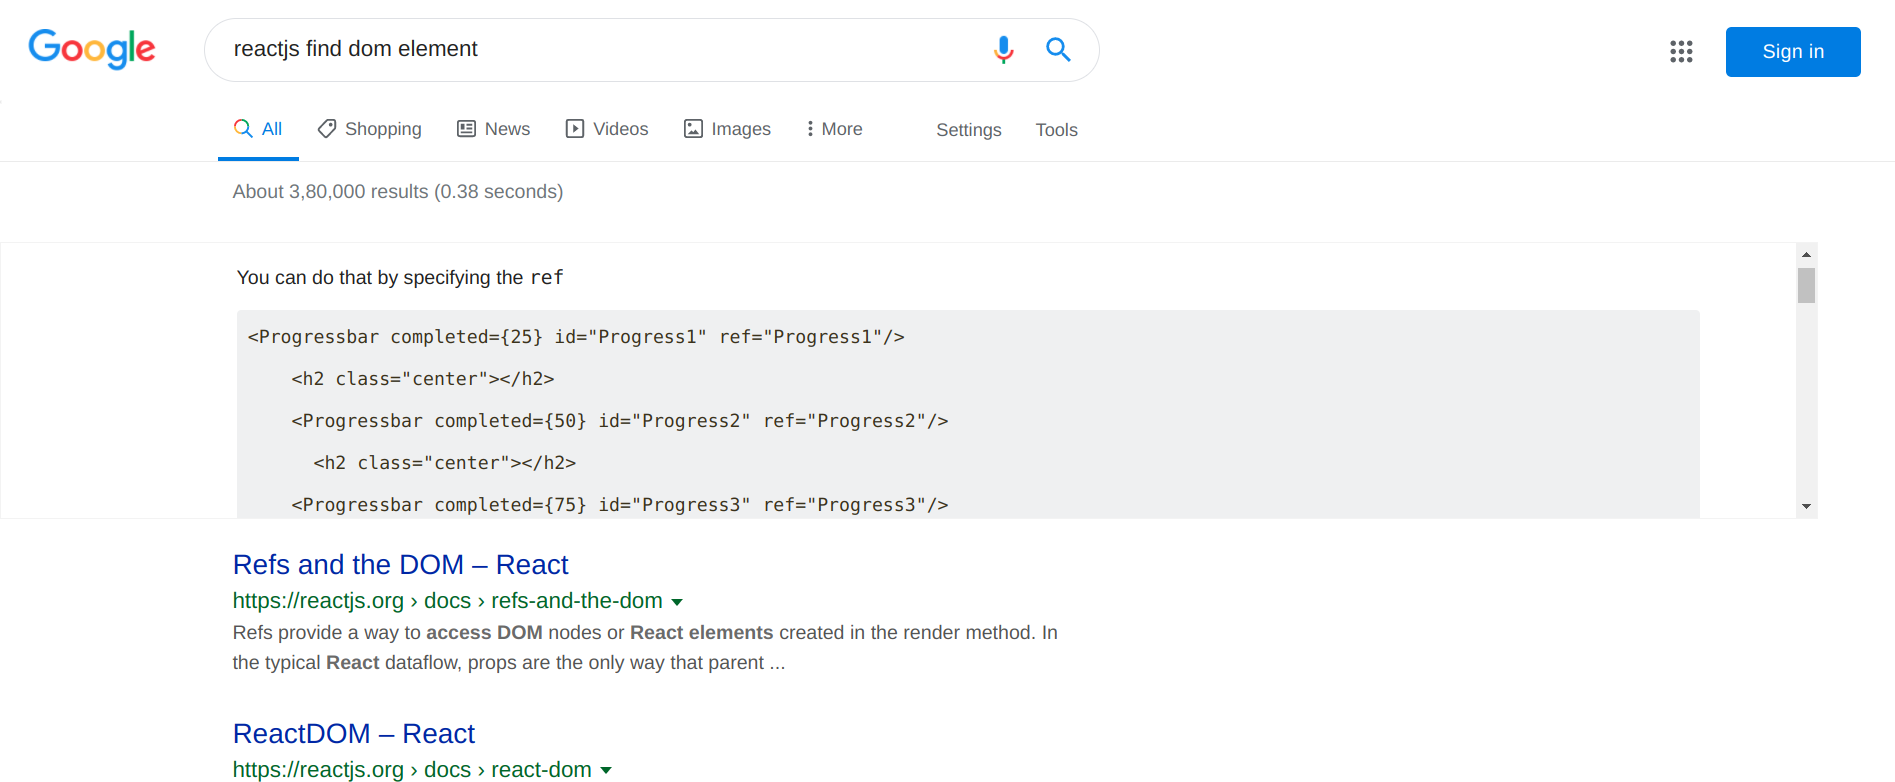 Google
reactjs find dom element
Sign in
All
Shopping
News
Videos
Images
More
Settings
Tools
About 3,80,000 results (0.38 seconds)
You can do that by specifying the ref
<Progressbar completed={25} id="Progress1" ref="Progress1"/>
<h2 class="center"></h2>
<Progressbar completed={50} id="Progress2" ref="Progress2"/>
<h2 class="center"></h2>
<Progressbar completed={75} id="Progress3" ref="Progress3"/>
Refs and the DOM – React
https://reactjs.org › docs › refs-and-the-dom
Refs provide a way to access DOM nodes or React elements created in the render method. In
the typical React dataflow, props are the only way that parent ...
ReactDOM – React
https://reactjs.org › docs › react-dom